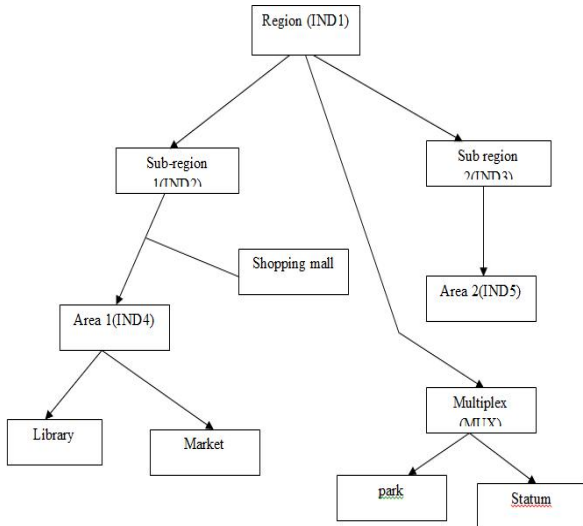 Region (IND1)
Sub-region
1(IND2)
Sub region
2(IND3)
Shopping mall
Area 2(IND5)
Area 1(IND4)
Multiplex
(MUX)
Library
Market
park
Statum